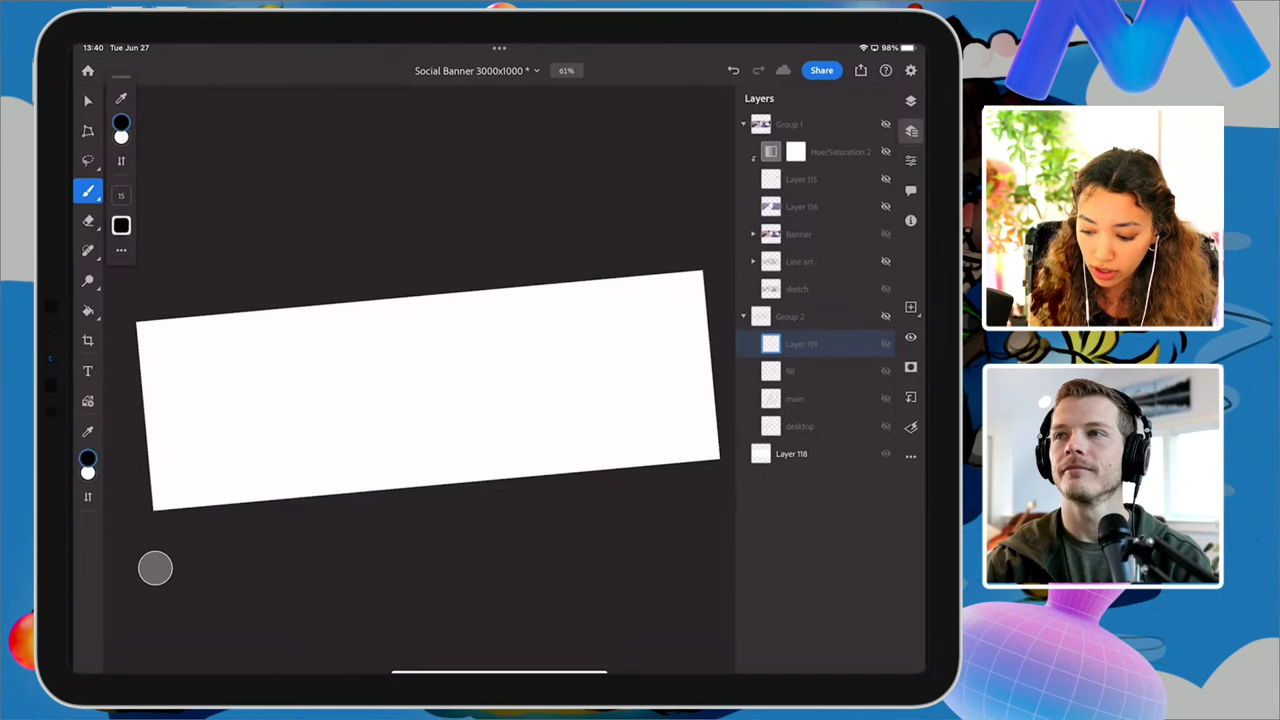 13:40 Tue Jun 27
98%
Social Banner 3000x1000 *
61%
Share
15
Layers
Group 1
Hue/Saturation 2
Layer 115
Layer 116
Banner
Line art
sketch
Group 2
Layer 119
fill
main
desktop
Layer 118
T